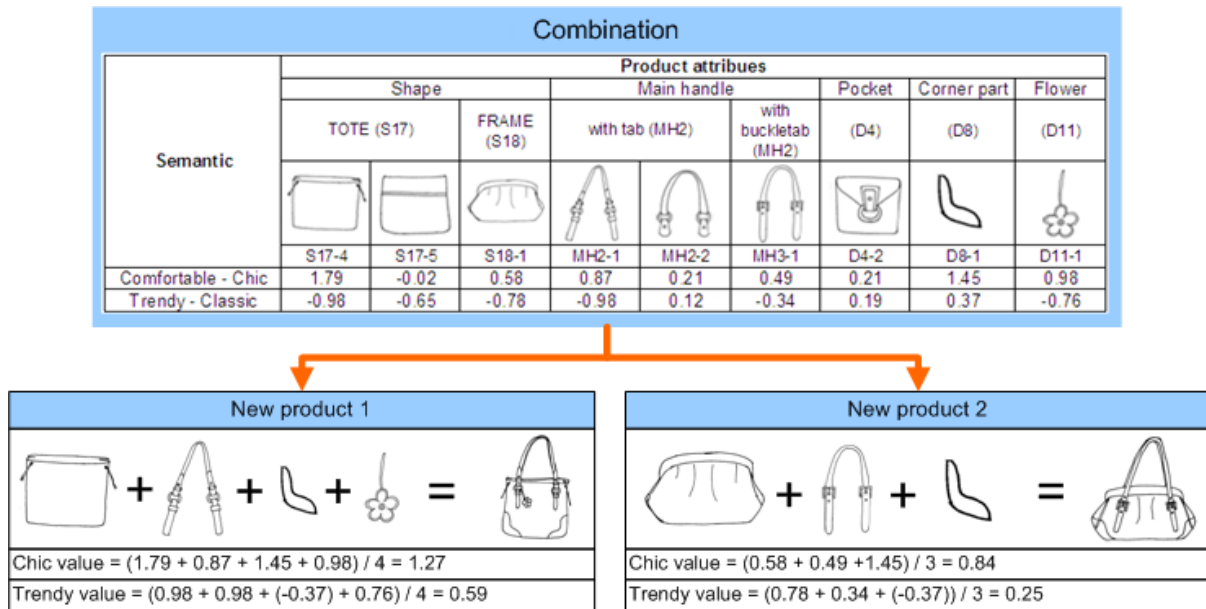 Combination
Product attribues
Semantic
Shape Main handle Pocket Corner part Flower
TOTE (S17) FRAME (S18) with tab (MH2) with buckletab (MH2) (D4) (D8) (D11)
S17-4 S17-5 S18-1 MH2-1 MH2-2 MH3-1 D4-2 D8-1 D11-1
Comfortable - Chic 1.79 -0.02 0.58 0.87 0.21 0.49 0.21 1.45 0.98
Trendy - Classic -0.98 -0.65 -0.78 -0.98 0.12 -0.34 0.19 0.37 -0.76
New product 1
+ + + =
Chic value = (1.79 + 0.87 + 1.45 + 0.98) / 4 = 1.27
Trendy value = (0.98 + 0.98 + (-0.37) + 0.76) / 4 = 0.59
New product 2
+ + =
Chic value = (0.58 + 0.49 +1.45) / 3 = 0.84
Trendy value = (0.78 + 0.34 + (-0.37)) / 3 = 0.25